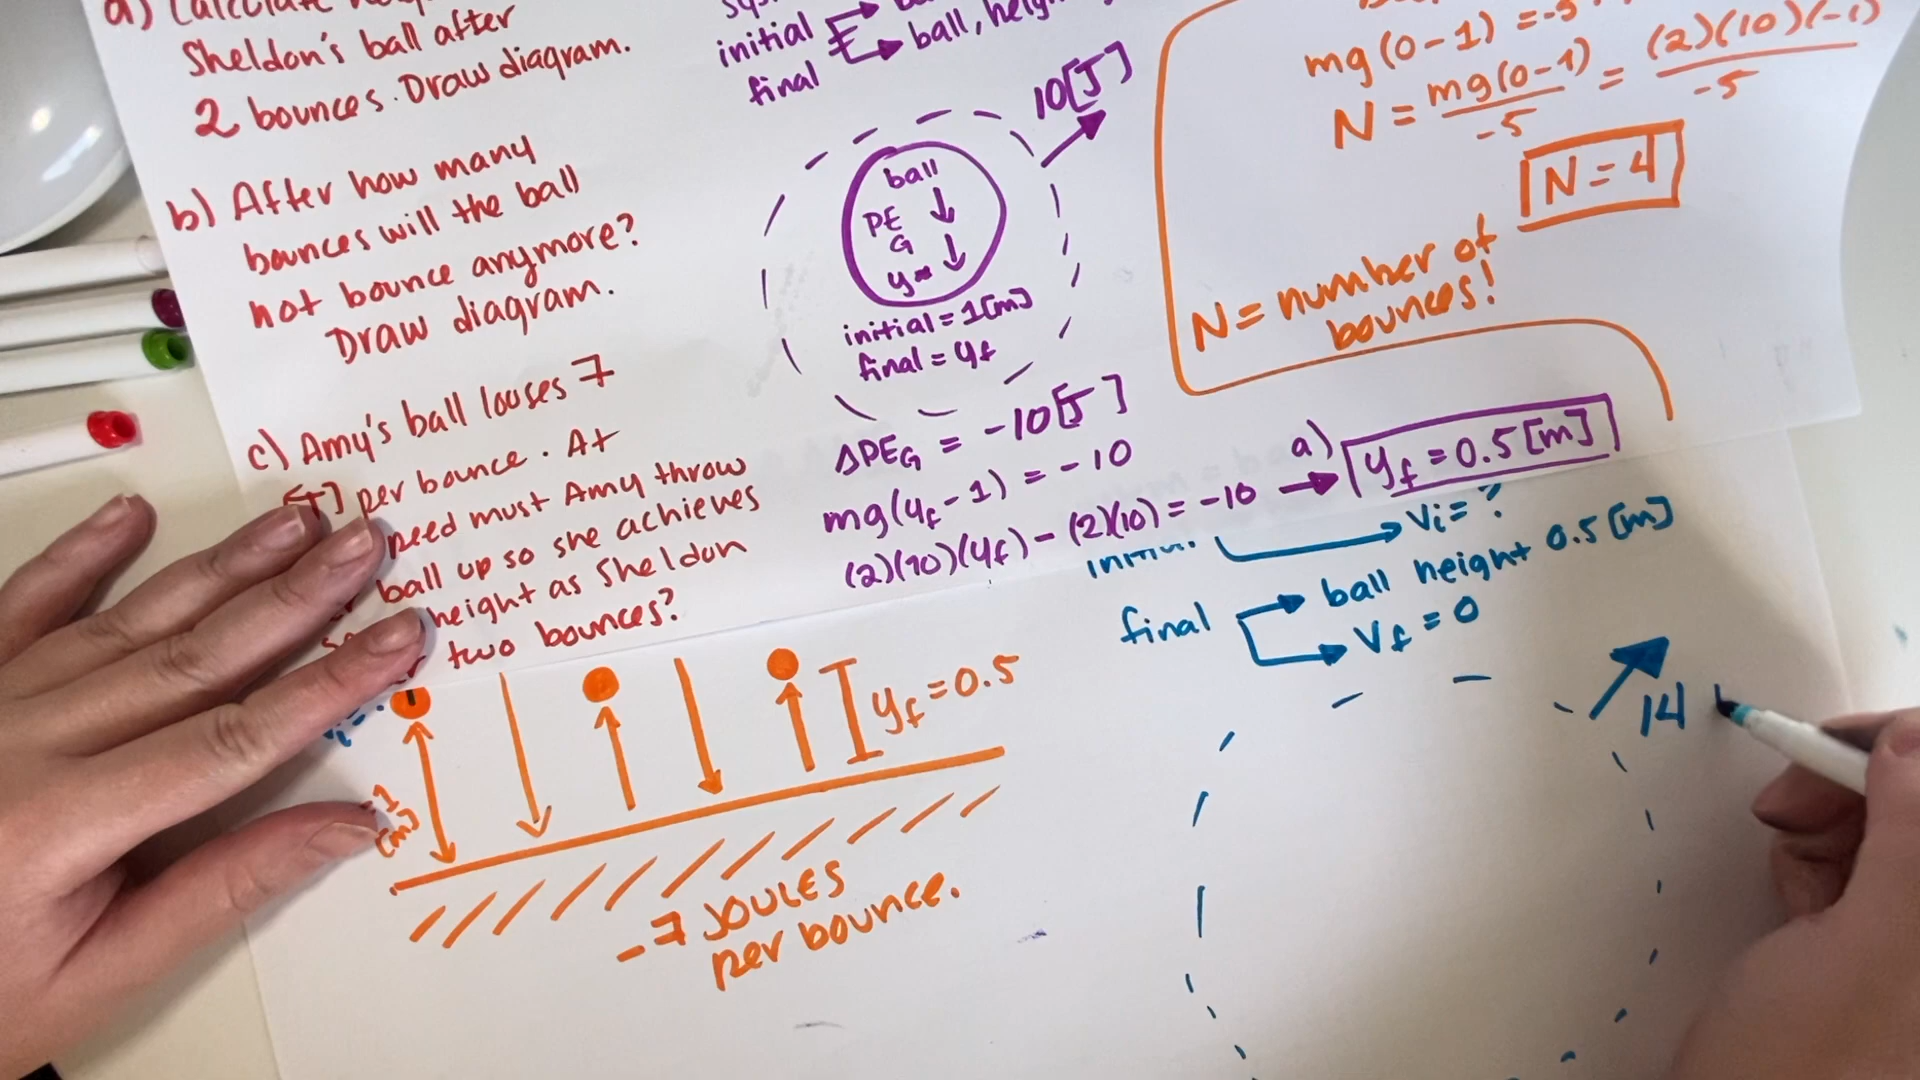 a) Calculate
Sheldon's ball after
2 bounces. Draw diagram.
b) After how many
bounces will the ball
not bounce anymore?
Draw diagram.
c) Amy's ball louses 7
[J] per bounce. At
need must Amy throw
ball up so she achieves
height as Sheldon
two bounces?
initial
final
ball, heig
10[J]
ball ↓
PE
G ↓
y
initial = 1[m]
final = yf
ΔPEG = -10[J]
mg(yf - 1) = -10
(2)(10)(yf) - (2)(10) = -10 → a) yf = 0.5 [m]
mg(0-1) = -5
N = mg(0-1)/-5 = (2)(10)(-1)/-5
N = 4
N = number of
bounces!
Vi = ?
final
ball height 0.5 [m]
Vf = 0
14
yf = 0.5
1
[m]
-7 JOULES
per bounce.